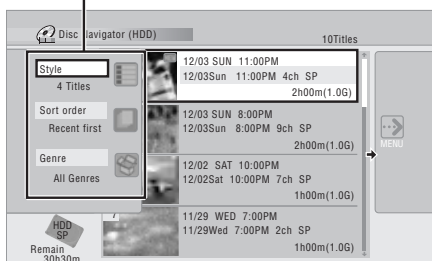 Disc Navigator (HDD)
10Titles
Style
4 Titles
Sort order
Recent first
Genre
All Genres
HDD
SP
Remain
30h30m
12/03 SUN 11:00PM
12/03Sun 11:00PM 4ch SP
2h00m(1.0G)
12/03 SUN 8:00PM
12/03Sun 8:00PM 9ch SP
2h00m(1.0G)
12/02 SAT 10:00PM
12/02Sat 10:00PM 7ch SP
1h00m(1.0G)
11/29 WED 7:00PM
11/29Wed 7:00PM 2ch SP
1h00m(1.0G)
MENU